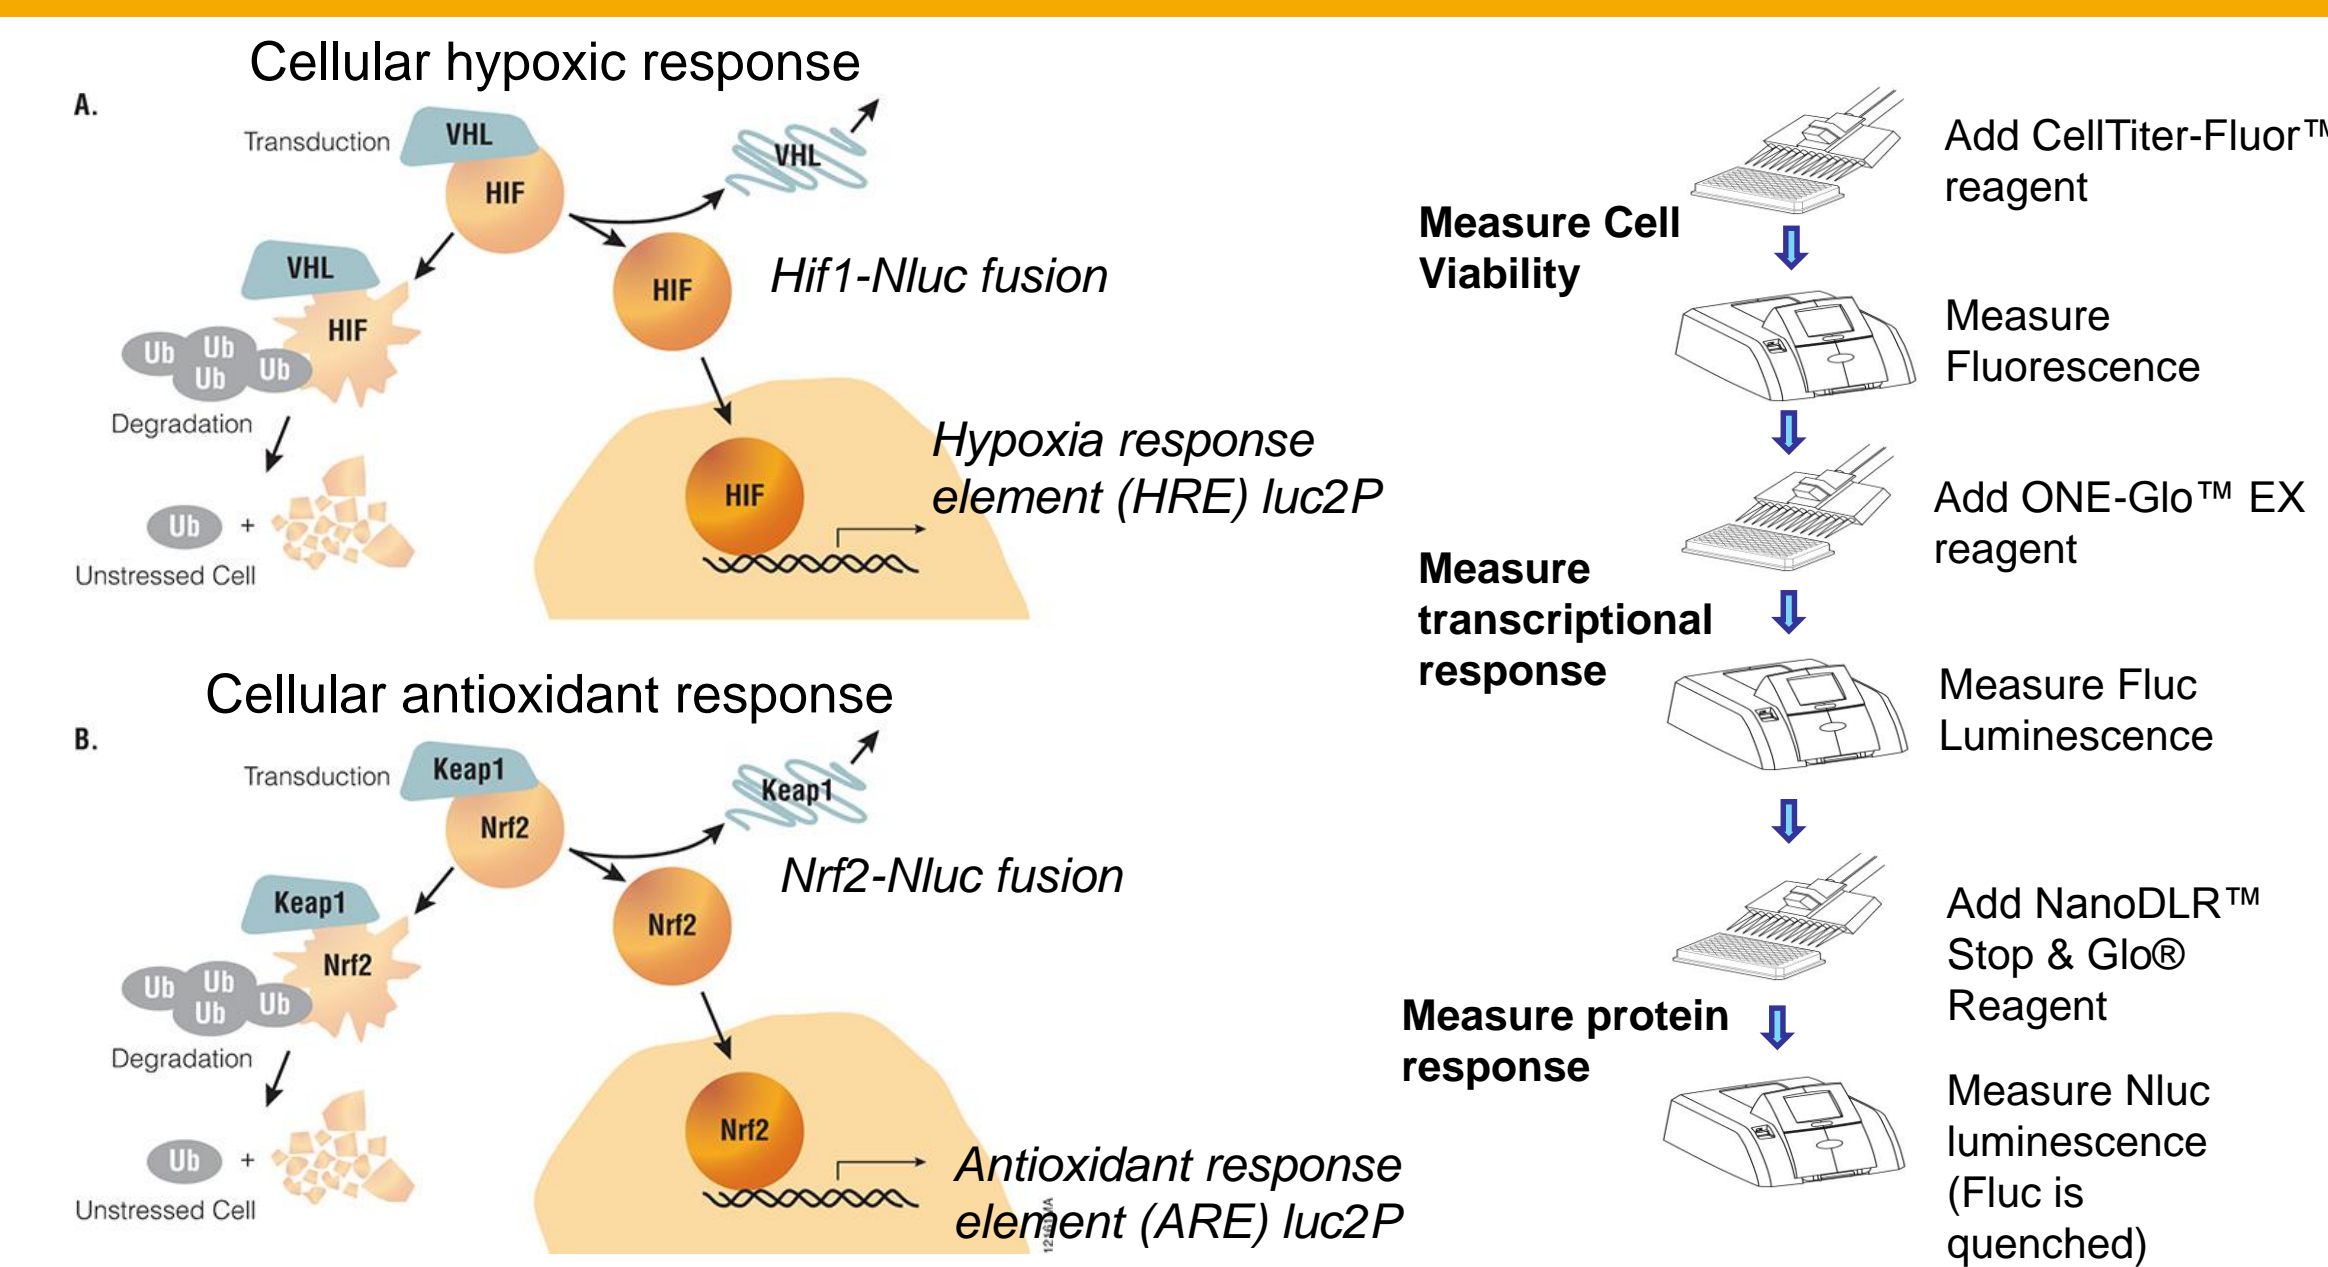 Cellular hypoxic response
A.
Transduction
VHL
HIF
VHL
VHL
HIF
Ub
Ub
Ub
Ub
HIF
Hif1-Nluc fusion
Degradation
Ub
+
Unstressed Cell
HIF
Hypoxia response
element (HRE) luc2P
Cellular antioxidant response
B.
Transduction
Keap1
Nrf2
Keap1
Keap1
Nrf2
Ub
Ub
Ub
Ub
Nrf2
Nrf2-Nluc fusion
Degradation
Ub
+
Unstressed Cell
Nrf2
Antioxidant response
element (ARE) luc2P
12161MA
Measure Cell
Viability
Add CellTiter-Fluor™
reagent
Measure
Fluorescence
Measure
transcriptional
response
Add ONE-Glo™ EX
reagent
Measure Fluc
Luminescence
Measure protein
response
Add NanoDLR™
Stop & Glo®
Reagent
Measure Nluc
luminescence
(Fluc is
quenched)